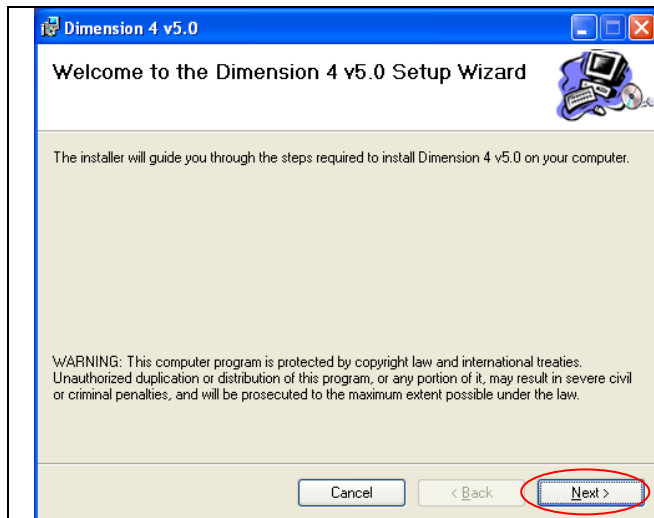 Dimension 4 v5.0
Welcome to the Dimension 4 v5.0 Setup Wizard
The installer will guide you through the steps required to install Dimension 4 v5.0 on your computer.
WARNING: This computer program is protected by copyright law and international treaties.
Unauthorized duplication or distribution of this program, or any portion of it, may result in severe civil
or criminal penalties, and will be prosecuted to the maximum extent possible under the law.
Cancel < Back Next >